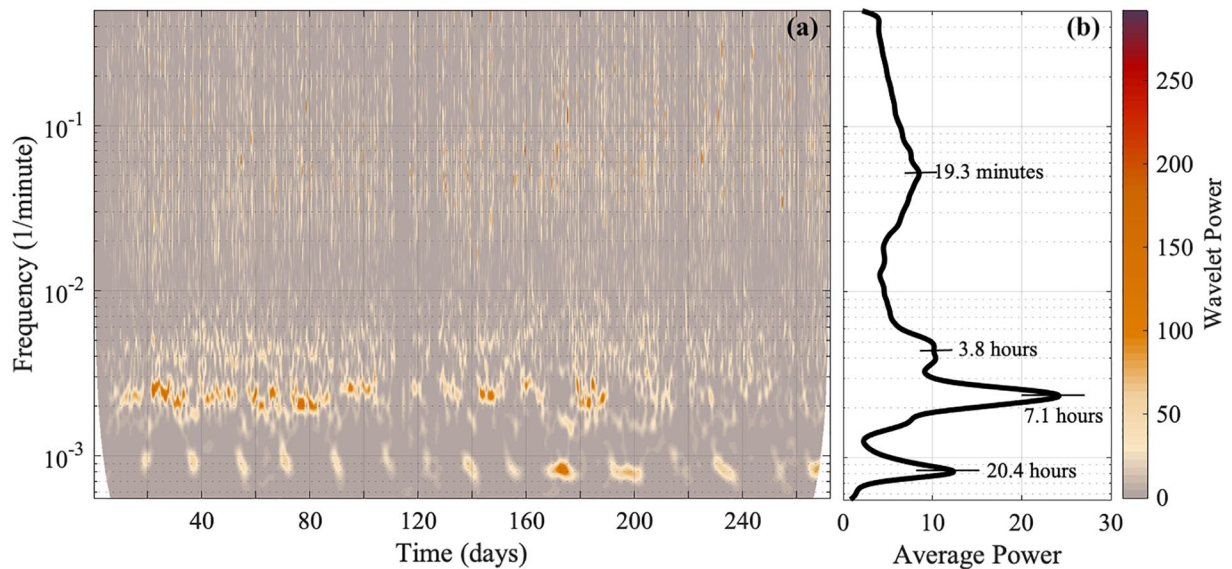 (a)
(b)
Frequency (1/minute)
10^-1
10^-2
10^-3
40 80 120 160 200 240
Time (days)
19.3 minutes
3.8 hours
7.1 hours
20.4 hours
0 10 20 30
Average Power
250
200
150
100
50
0
Wavelet Power